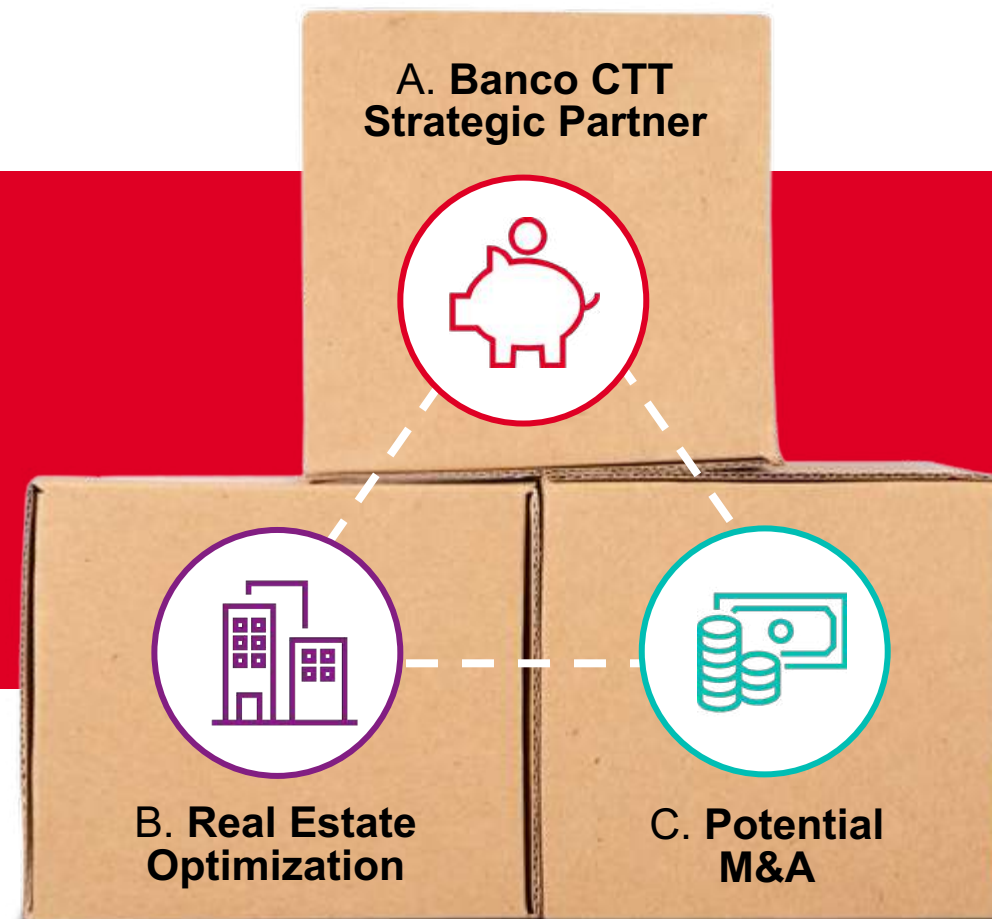 A. Banco CTT
Strategic Partner
B. Real Estate
Optimization
C. Potential
M&A